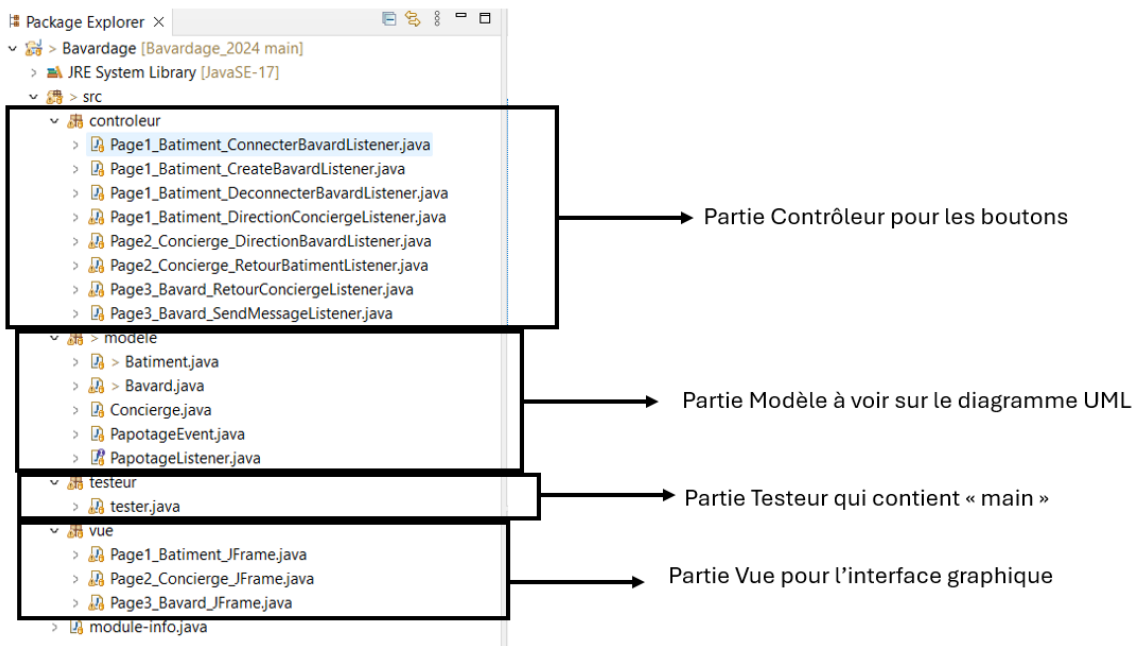 Package Explorer ×
> Bavardage [Bavardage_2024 main]
JRE System Library [JavaSE-17]
> src
controleur
Page1_Batiment_ConnecterBavardListener.java
Page1_Batiment_CreateBavardListener.java
Page1_Batiment_DeconnecterBavardListener.java
Page1_Batiment_DirectionConciergeListener.java
Page2_Concierge_DirectionBavardListener.java
Page2_Concierge_RetourBatimentListener.java
Page3_Bavard_RetourConciergeListener.java
Page3_Bavard_SendMessageListener.java
Partie Contrôleur pour les boutons
> modele
> Batiment.java
> Bavard.java
Concierge.java
PapotageEvent.java
PapotageListener.java
Partie Modèle à voir sur le diagramme UML
testeur
tester.java
Partie Testeur qui contient « main »
vue
Page1_Batiment_JFrame.java
Page2_Concierge_JFrame.java
Page3_Bavard_JFrame.java
Partie Vue pour l’interface graphique
module-info.java